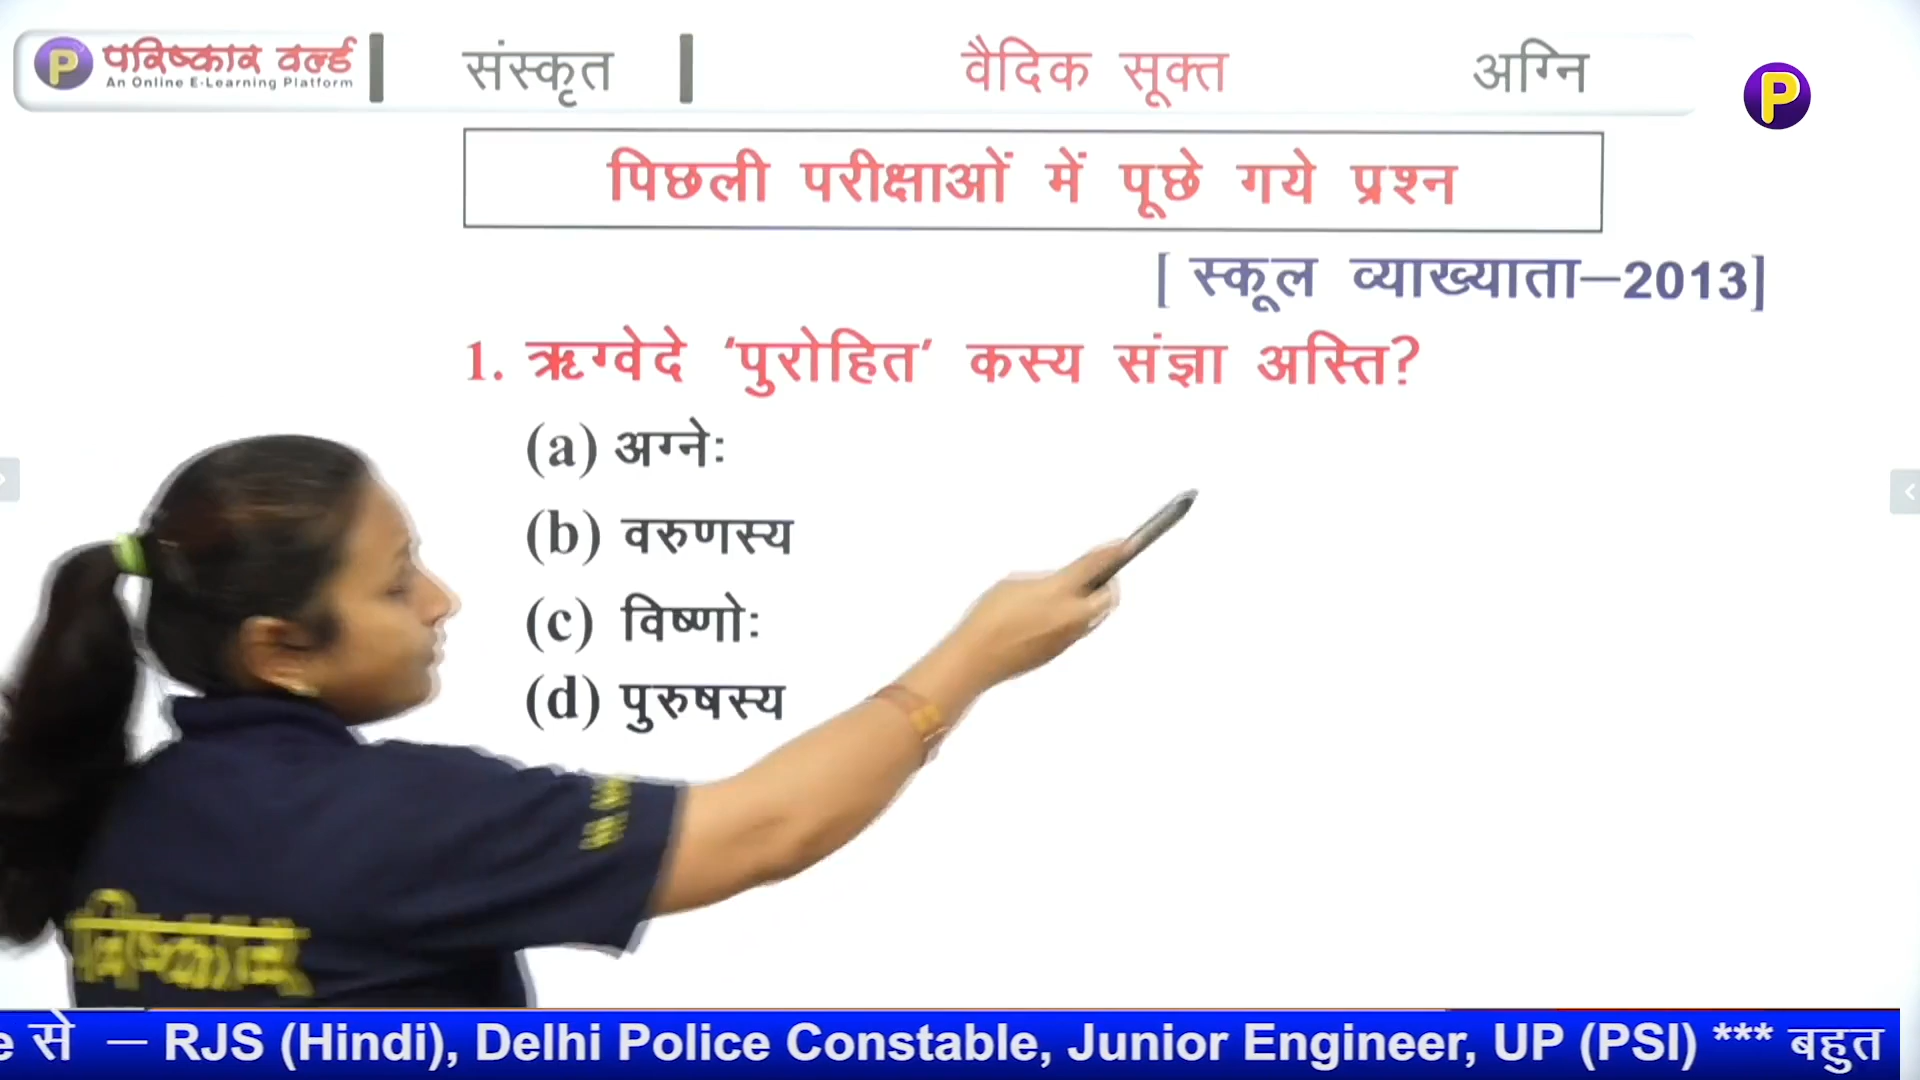 परिष्कार वर्ल्ड
An Online E-Learning Platform
संस्कृत
वैदिक सूक्त
अग्नि
P
पिछली परीक्षाओं में पूछे गये प्रश्न
[ स्कूल व्याख्याता–2013]
1. ऋग्वेदे 'पुरोहित' कस्य संज्ञा अस्ति?
(a) अग्नेः
(b) वरुणस्य
(c) विष्णोः
(d) पुरुषस्य
परिष्कार
e से – RJS (Hindi), Delhi Police Constable, Junior Engineer, UP (PSI) *** बहुत